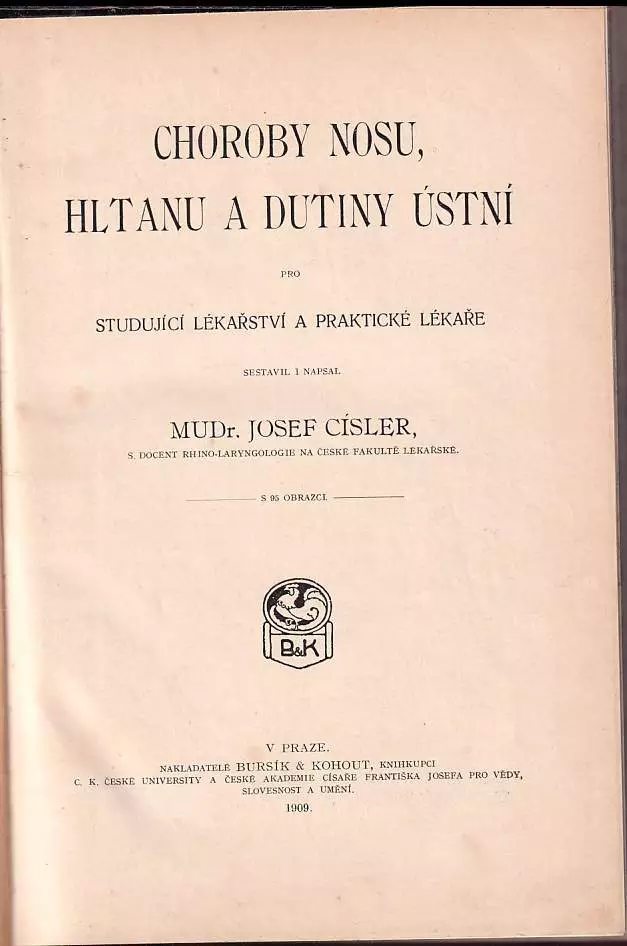 CHOROBY NOSU,
HLTANU A DUTINY ÚSTNÍ
PRO
STUDUJÍCÍ LÉKAŘSTVÍ A PRAKTICKÉ LÉKAŘE
SESTAVIL I NAPSAL
MUDr. JOSEF CÍSLER,
S. DOCENT RHINO-LARYNGOLOGIE NA ČESKÉ FAKULTĚ LÉKAŘSKÉ.
S 95 OBRAZCI.
B&K
V PRAZE.
NAKLADATELÉ BURSÍK & KOHOUT, KNIHKUPCI
C. K. ČESKÉ UNIVERSITY A ČESKÉ AKADEMIE CÍSAŘE FRANTIŠKA JOSEFA PRO VĚDY,
SLOVESNOST A UMĚNÍ.
1909.